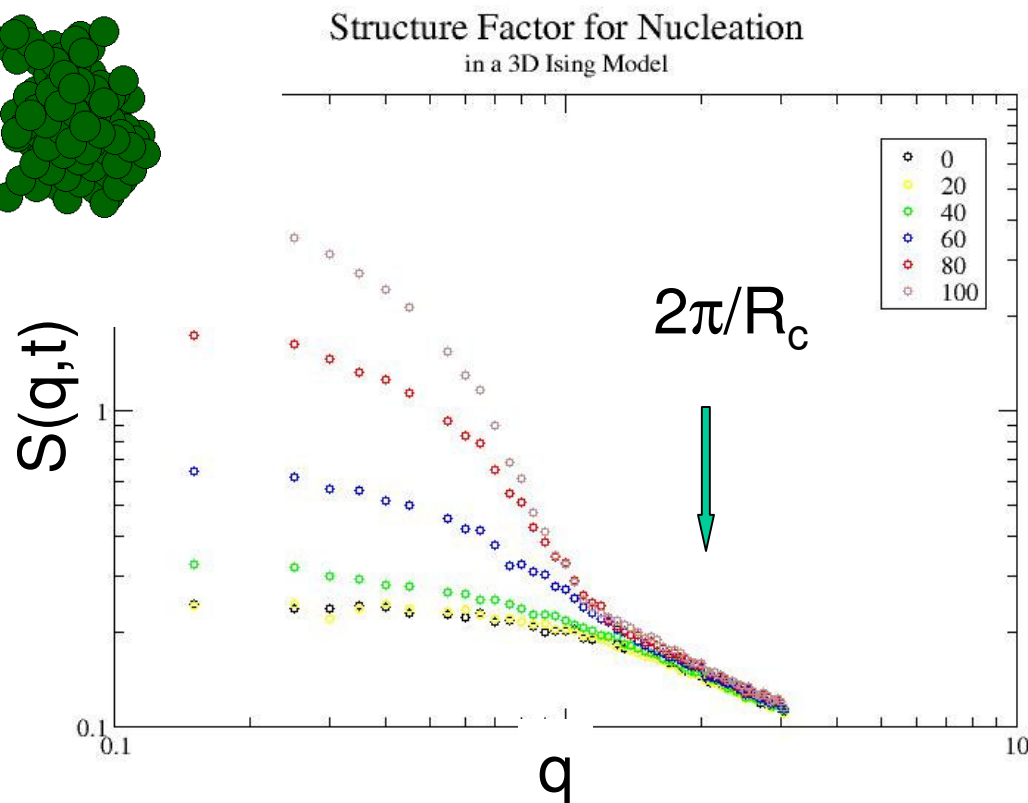 Structure Factor for Nucleation
in a 3D Ising Model
0
20
40
60
80
100
2π/Rc
S(q,t)
1
0.1
0.1
10
q